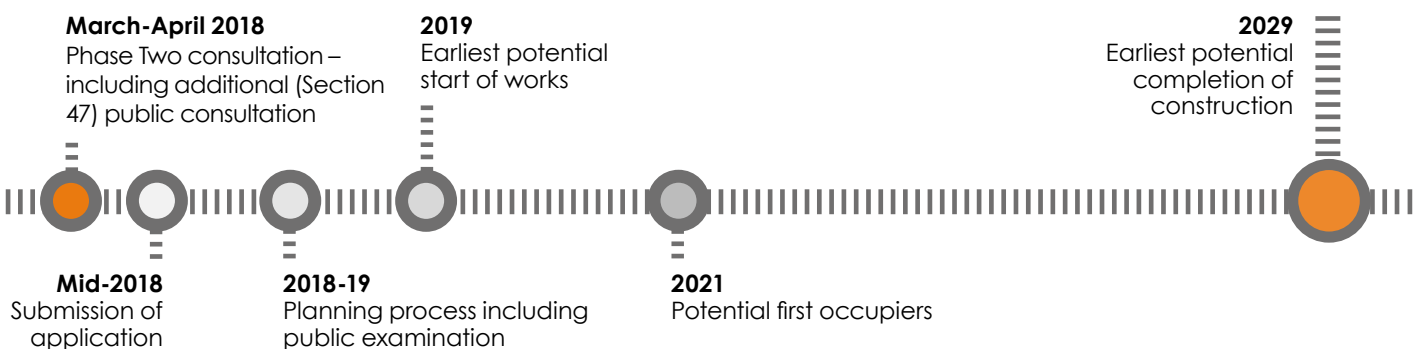 March-April 2018
Phase Two consultation –
including additional (Section
47) public consultation
2019
Earliest potential
start of works
2029
Earliest potential
completion of
construction
Mid-2018
Submission of
application
2018-19
Planning process including
public examination
2021
Potential first occupiers